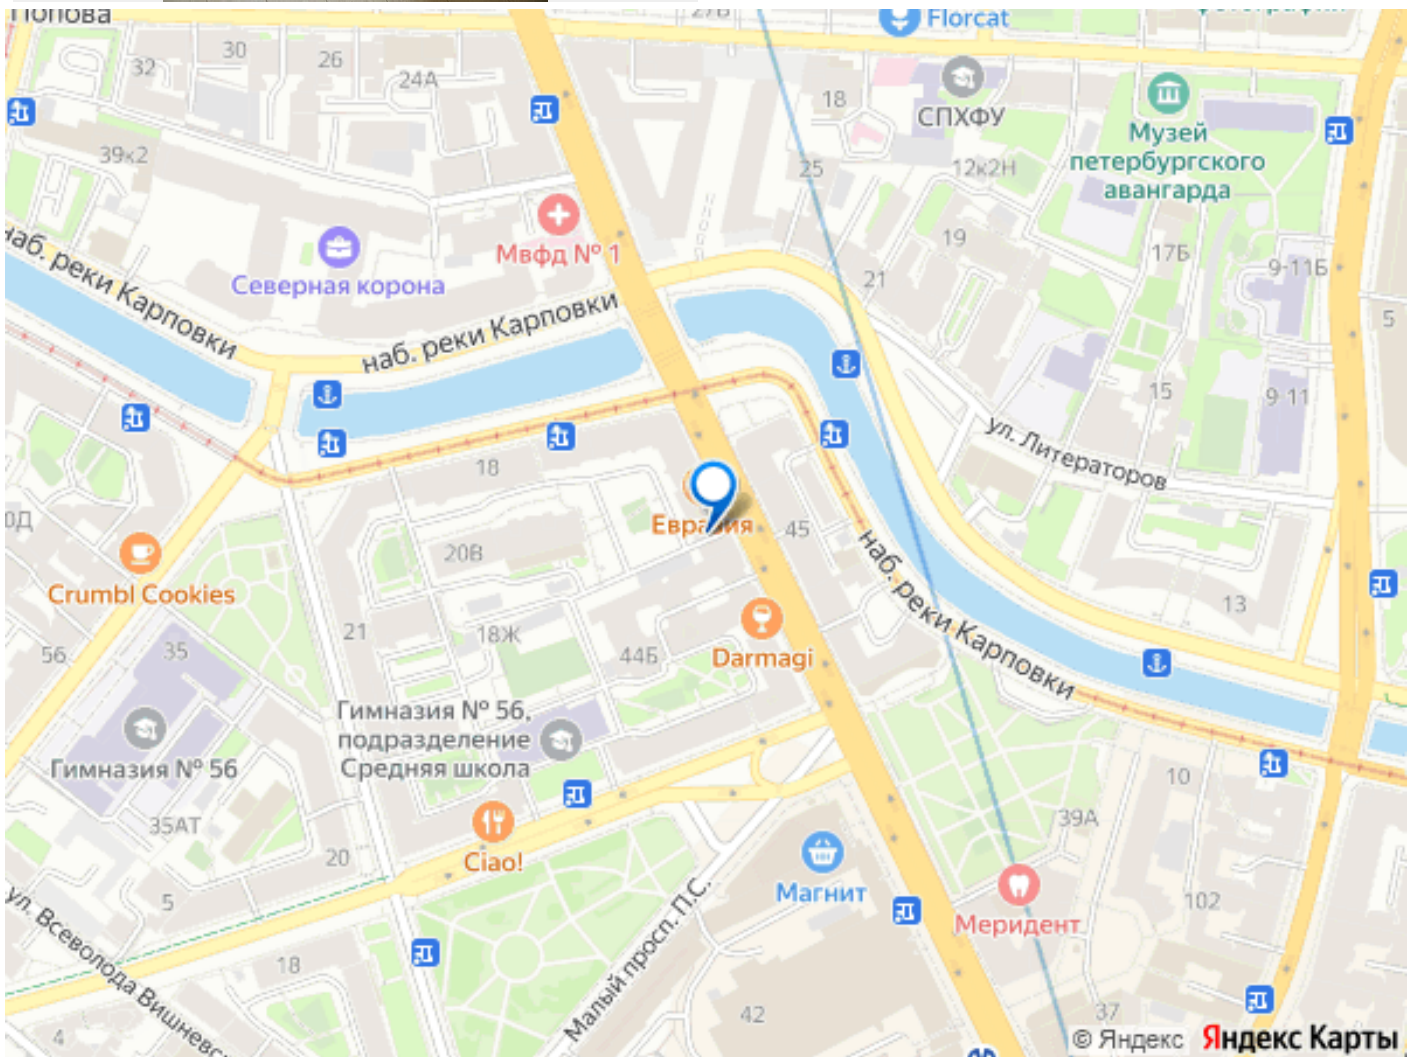 Попова
27В
Florcat
30
26
32
24А
18
СПХФУ
Музей
петербургского
авангарда
39к2
25
12к2Н
Мвфд № 1
19
17Б
Северная корона
21
9-11Б
наб. реки Карповки
наб. реки Карповки
5
15
9-11
ул. Литераторов
18
Евразия
45
20В
наб. реки Карповки
Crumbl Cookies
13
21
18Ж
44Б
Darmagi
56
35
Гимназия № 56,
подразделение
Средняя школа
Гимназия № 56
10
35АТ
39А
20
Ciao!
Магнит
5
Меридент
102
ул. Всеволода Вишневс
18
Малый просп. П.С.
4
42
37
© Яндекс Яндекс Карты